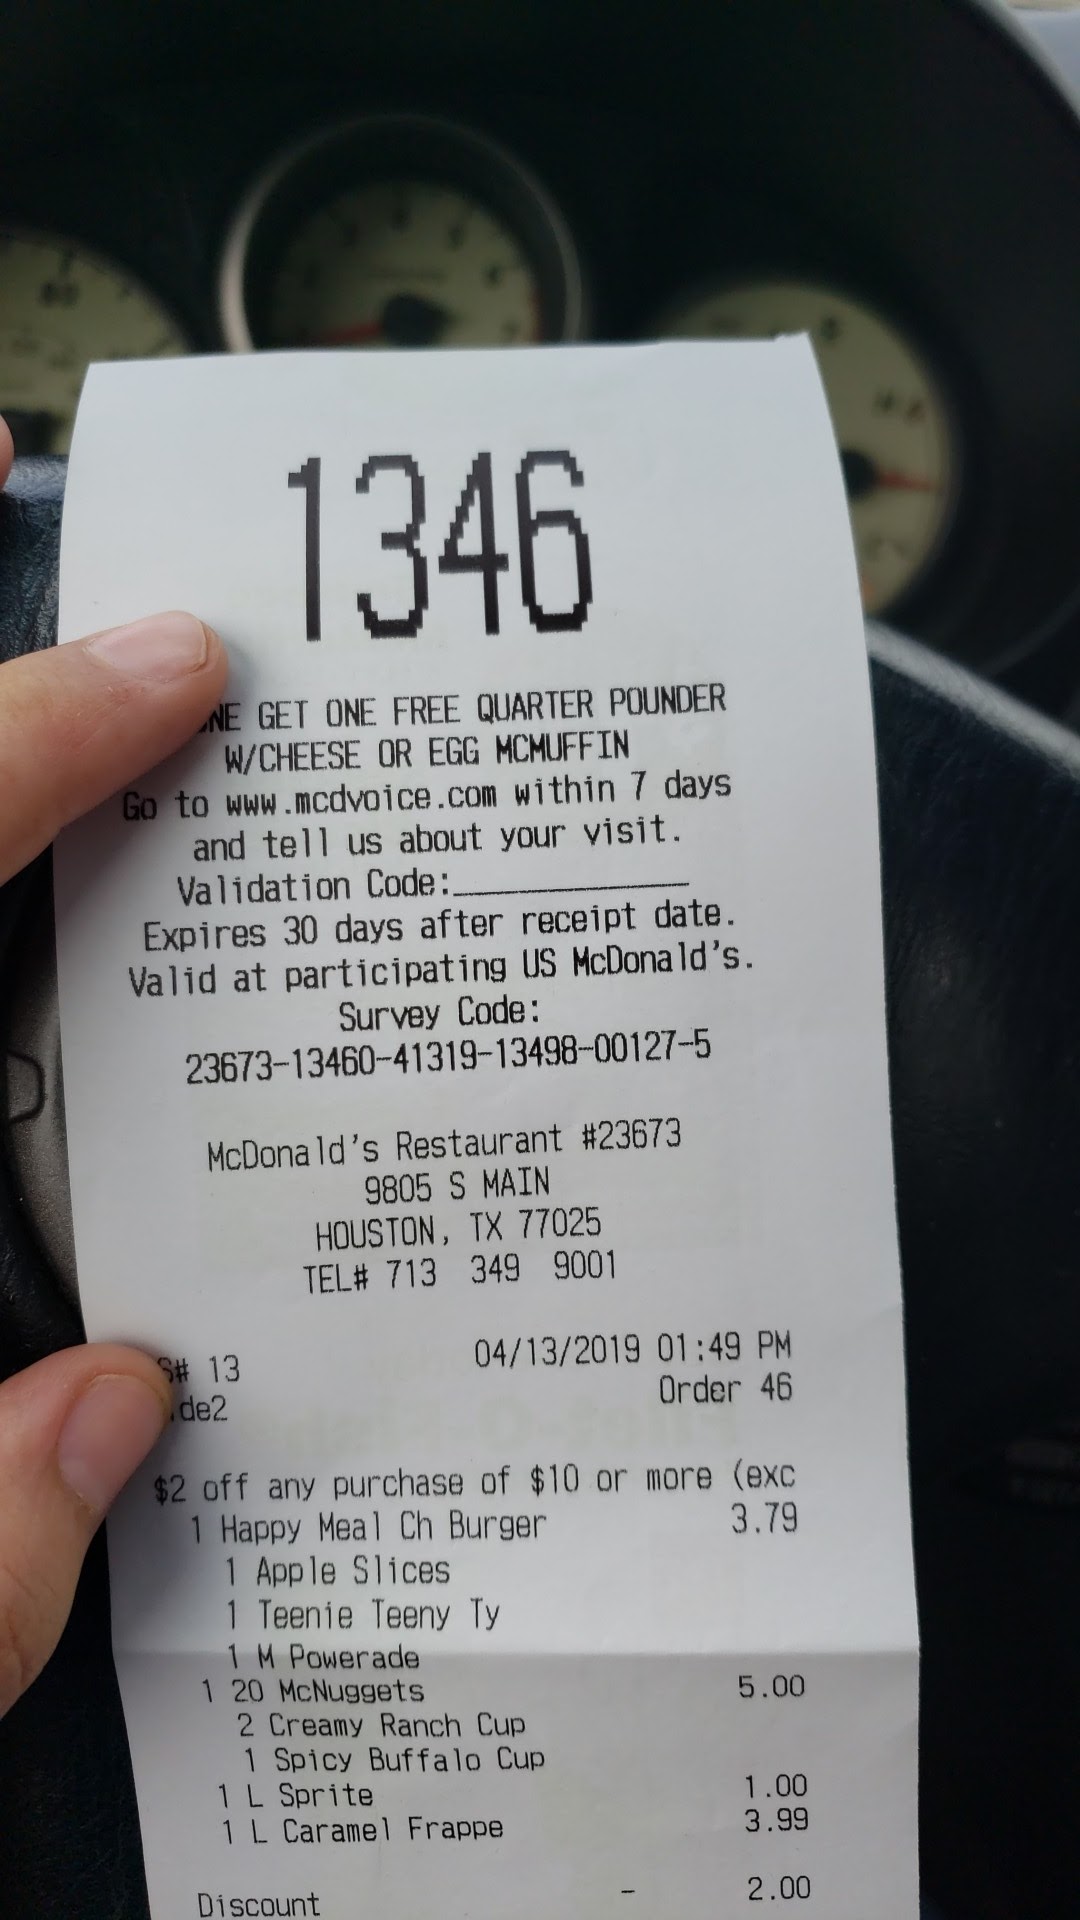 1346
GET ONE FREE QUARTER POUNDER
W/CHEESE OR EGG MCMUFFIN
Go to www.mcdvoice.com within 7 days
and tell us about your visit.
Validation Code:______________
Expires 30 days after receipt date.
Valid at participating US McDonald's.
Survey Code:
23673-13460-41319-13498-00127-5
McDonald's Restaurant #23673
9805 S MAIN
HOUSTON, TX 77025
TEL# 713 349 9001
S# 13 04/13/2019 01:49 PM
de2 Order 46
$2 off any purchase of $10 or more (exc
1 Happy Meal Ch Burger 3.79
1 Apple Slices
1 Teenie Teeny Ty
1 M Powerade
1 20 McNuggets 5.00
2 Creamy Ranch Cup
1 Spicy Buffalo Cup
1 L Sprite 1.00
1 L Caramel Frappe 3.99
Discount - 2.00